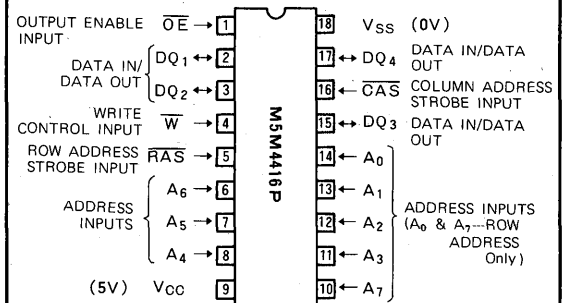 OUTPUT ENABLE INPUT OE → 1
DATA IN/ DATA OUT DQ1 ↔ 2
DQ2 ↔ 3
WRITE CONTROL INPUT W → 4
ROW ADDRESS STROBE INPUT RAS → 5
ADDRESS INPUTS A6 → 6
A5 → 7
A4 → 8
(5V) VCC 9
M5M4416P
18 VSS (0V)
17 ↔ DQ4 DATA IN/DATA OUT
16 ← CAS COLUMN ADDRESS STROBE INPUT
15 ↔ DQ3 DATA IN/DATA OUT
14 ← A0
13 ← A1
12 ← A2
11 ← A3
10 ← A7
ADDRESS INPUTS
(A0 & A7---ROW
ADDRESS
Only)